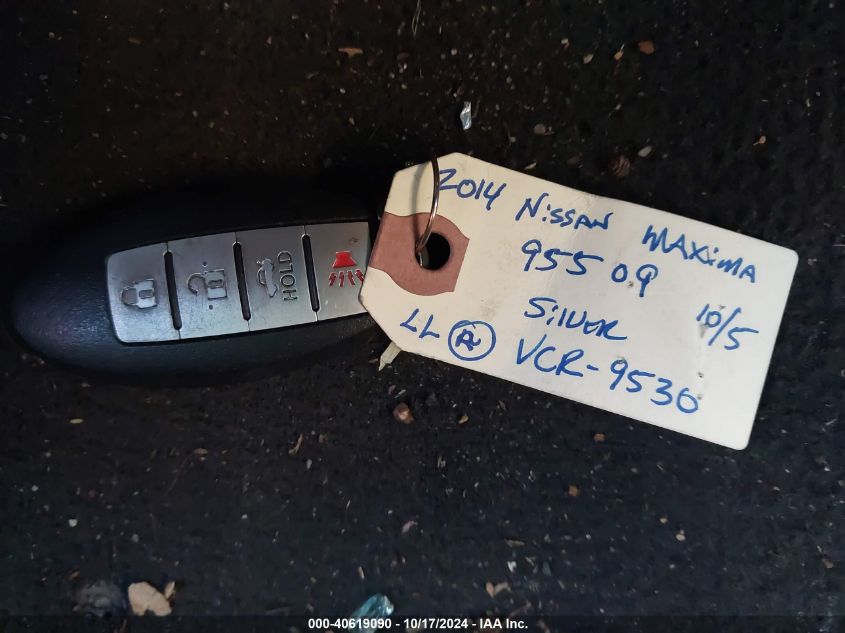 2014 Nissan MAXIMA
95509
SilVER 10/5
LL R VCR-9530
HOLD
000-40619090 - 10/17/2024 - IAA Inc.